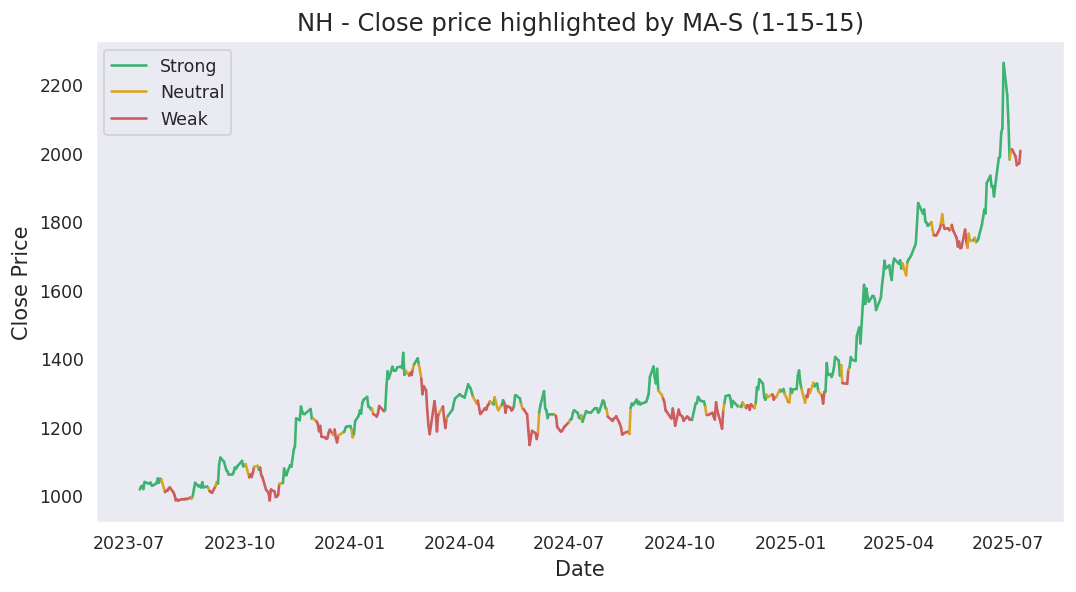 NH - Close price highlighted by MA-S (1-15-15)
Strong
Neutral
Weak
Close Price
2200
2000
1800
1600
1400
1200
1000
2023-07 2023-10 2024-01 2024-04 2024-07 2024-10 2025-01 2025-04 2025-07
Date